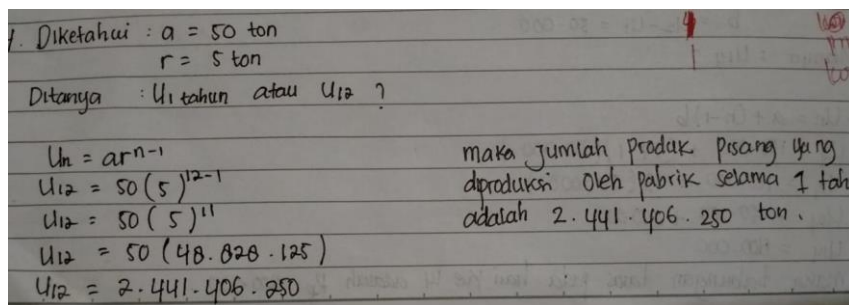 1. Diketahui : a = 50 ton
r = 5 ton
Ditanya : U1 tahun atau U12 ?
Un = arⁿ⁻¹
U12 = 50 (5)¹²⁻¹
U12 = 50 (5)¹¹
U12 = 50 (48.828.125)
U12 = 2.441.406.250
maka jumlah produk pisang yang
diproduksi oleh pabrik selama 1 tah
adalah 2.441.406.250 ton.